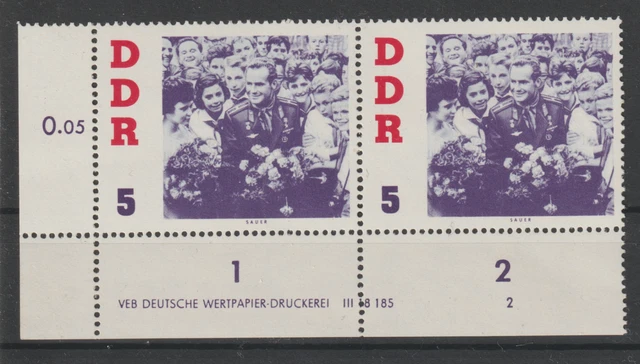 D
D
R
5
SAUER
D
D
R
5
SAUER
0.05
1
2
VEB DEUTSCHE WERTPAPIER-DRUCKEREI III 18 185
2